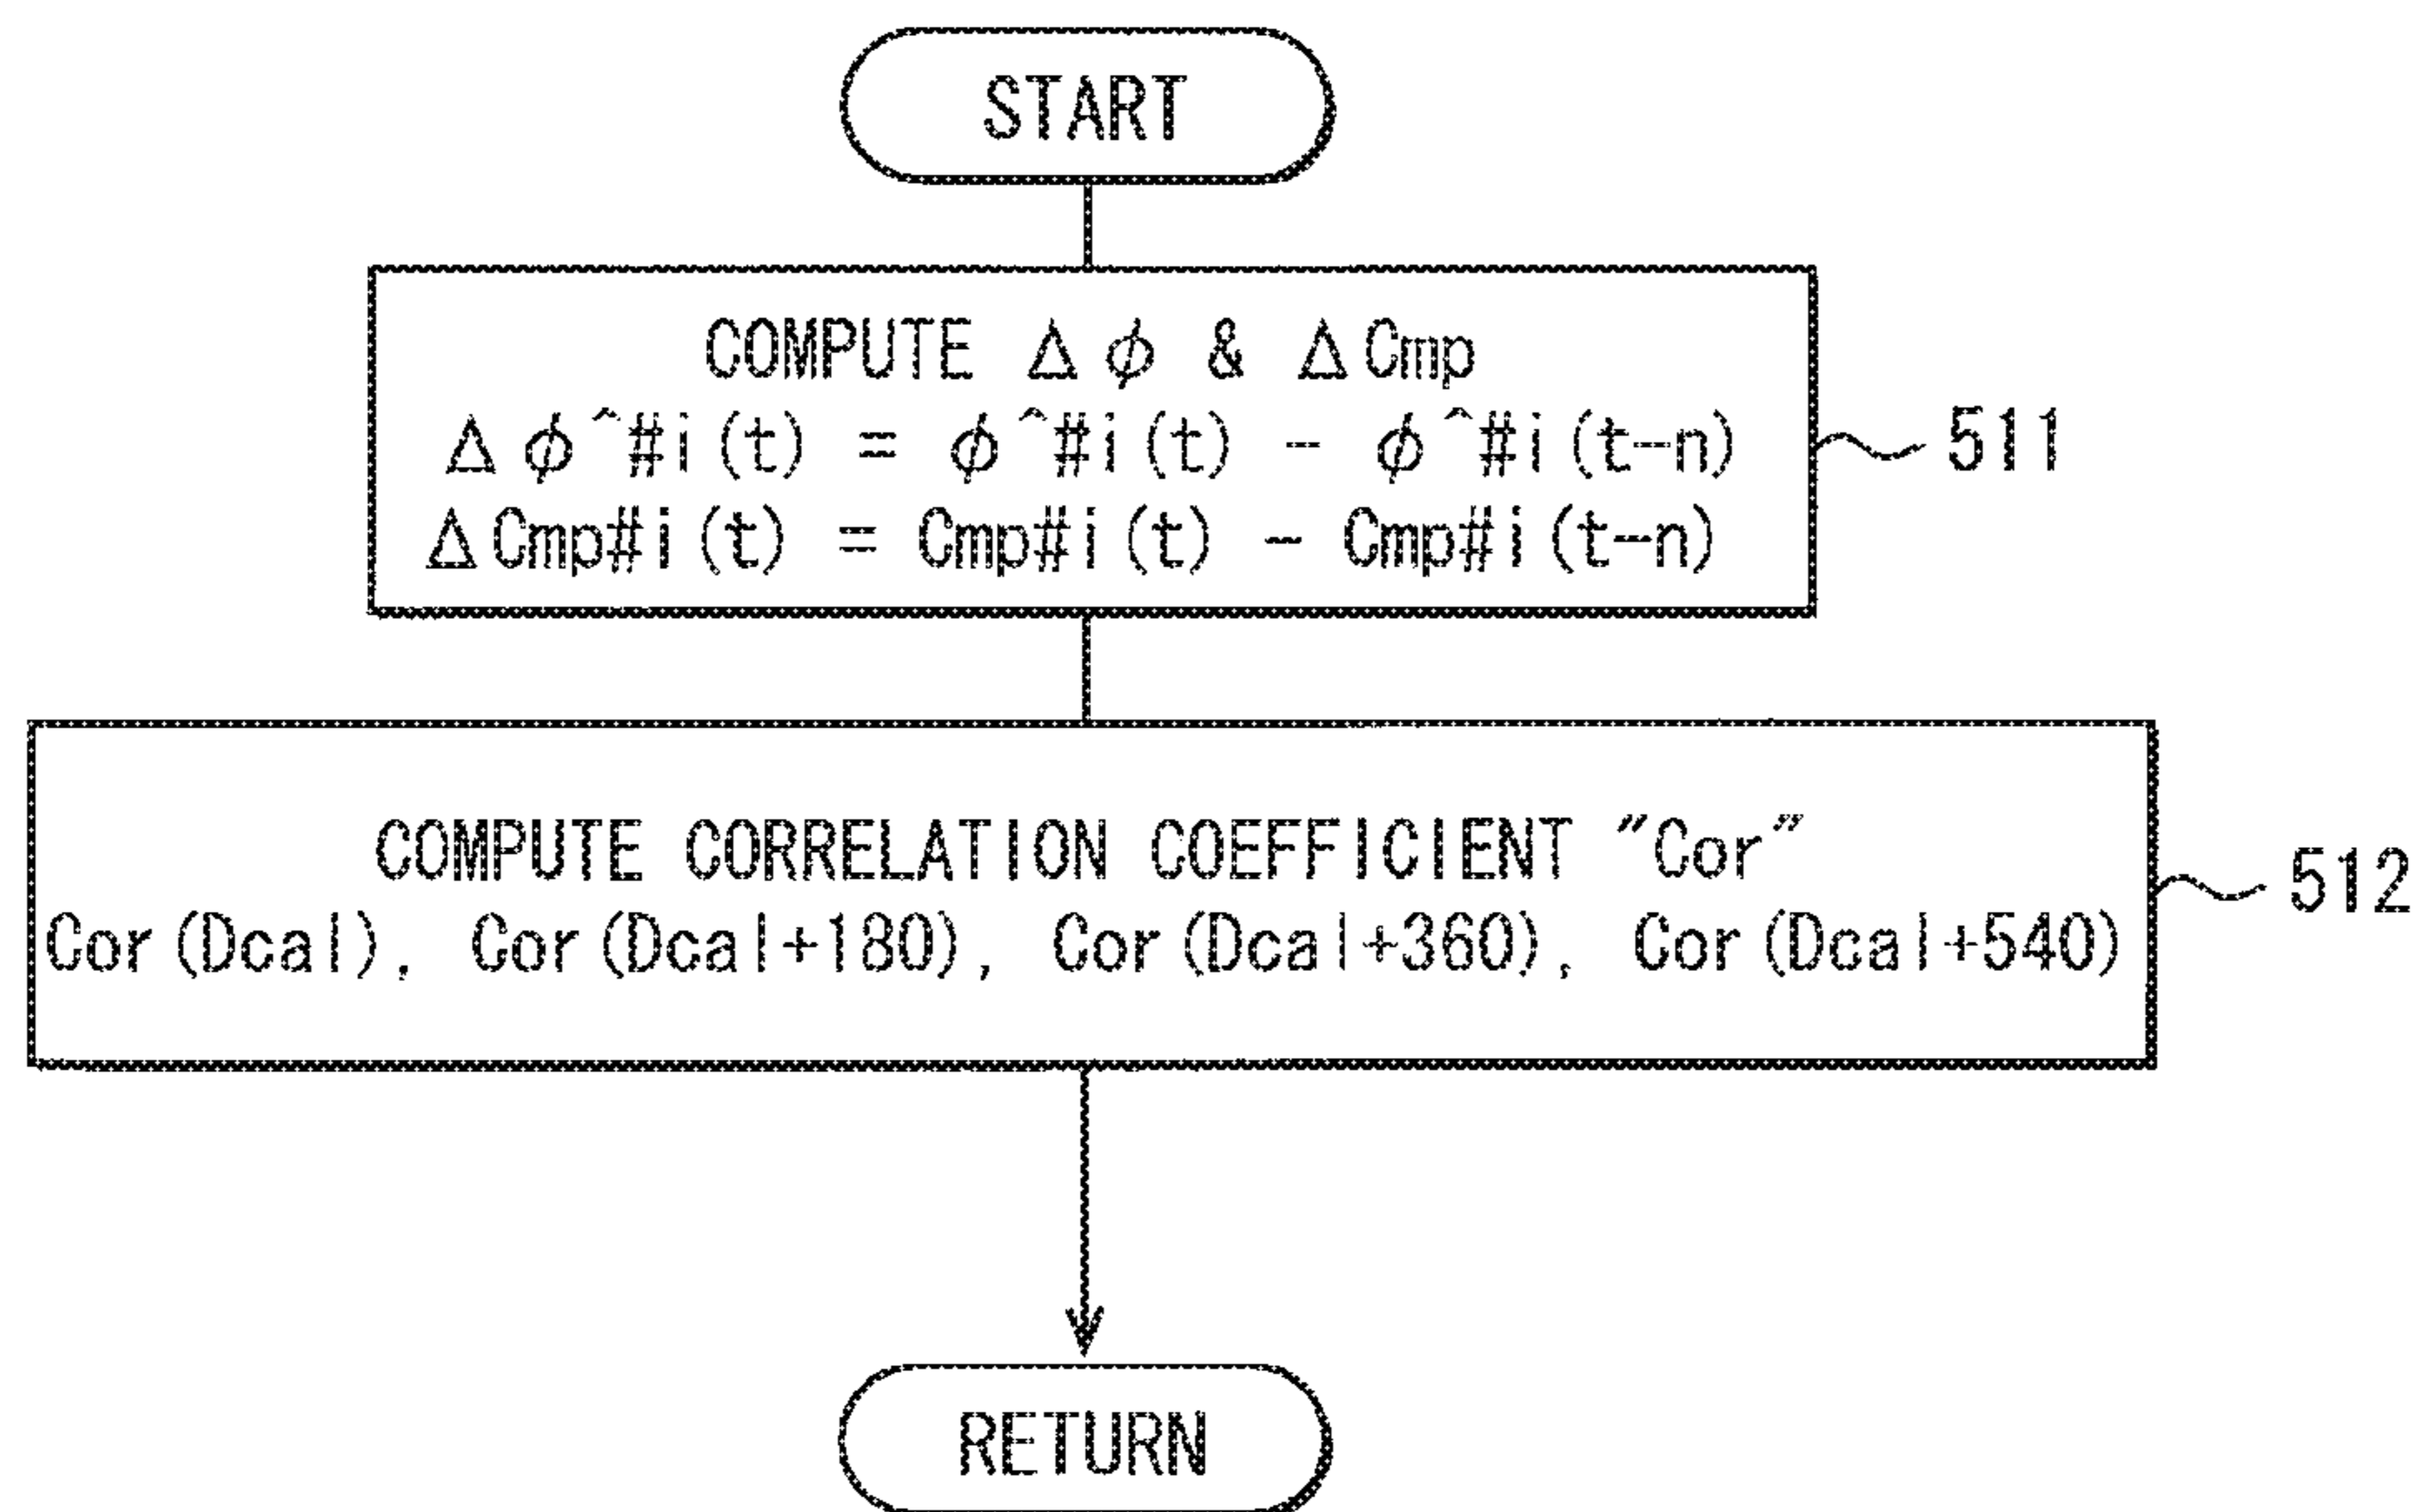 START
COMPUTE Δφ & ΔCmp
Δφ^#i(t) = φ^#i(t) - φ^#i(t-n)
ΔCmp#i(t) = Cmp#i(t) - Cmp#i(t-n)
511
COMPUTE CORRELATION COEFFICIENT "Cor"
Cor(Dcal), Cor(Dcal+180), Cor(Dcal+360), Cor(Dcal+540)
512
RETURN